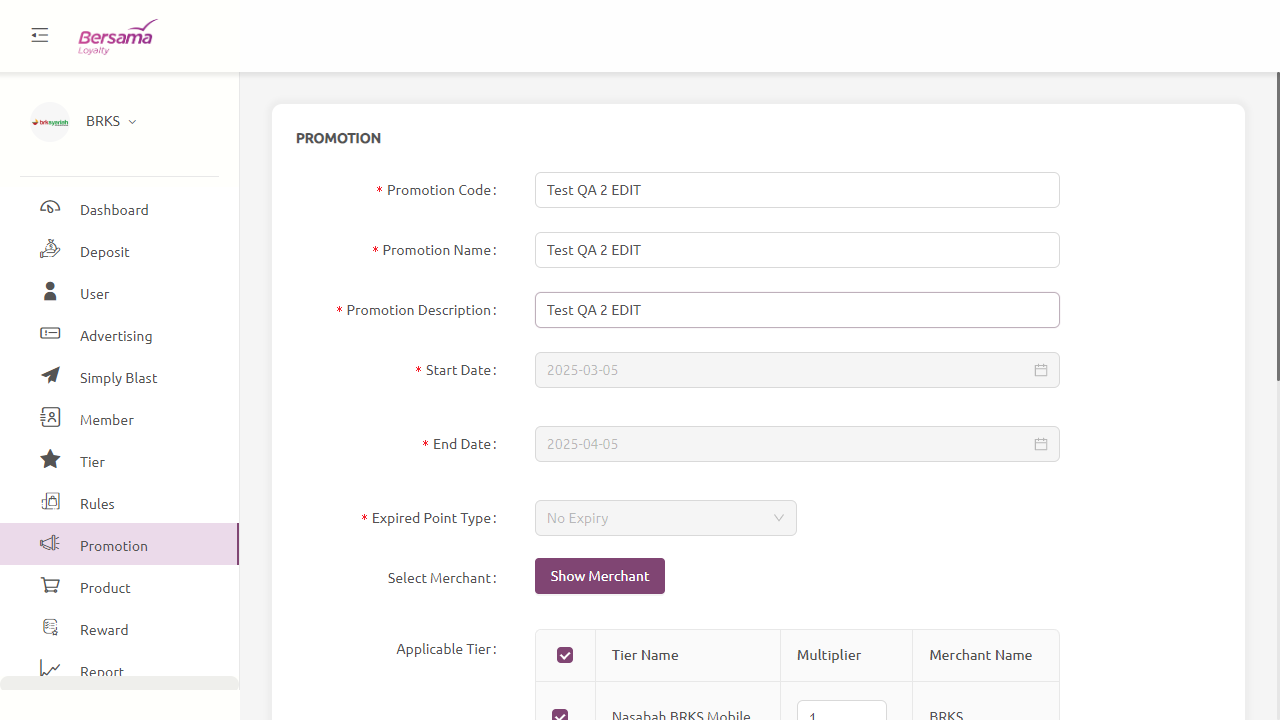 Bersama
Loyalty
brksyariah
BRKS
Dashboard
Deposit
User
Advertising
Simply Blast
Member
Tier
Rules
Promotion
Product
Reward
Report
PROMOTION
* Promotion Code: Test QA 2 EDIT
* Promotion Name: Test QA 2 EDIT
* Promotion Description: Test QA 2 EDIT
* Start Date: 2025-03-05
* End Date: 2025-04-05
* Expired Point Type: No Expiry
Select Merchant: Show Merchant
Applicable Tier: Tier Name Multiplier Merchant Name
Nasabah BRKS Mobile 1 BRKS